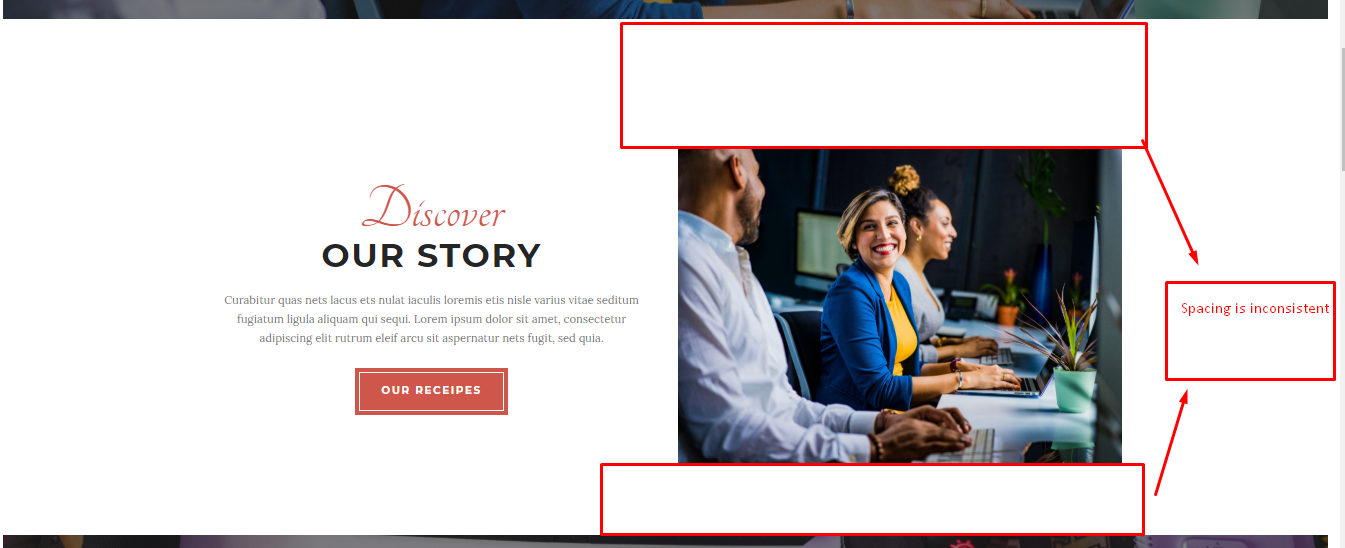 Discover
OUR STORY
Curabitur quas nets lacus ets nulat iaculis loremis etis nisle varius vitae seditum
fugiatum ligula aliquam qui sequi. Lorem ipsum dolor sit amet, consectetur
adipiscing elit rutrum eleif arcu sit aspernatur nets fugit, sed quia.
OUR RECEIPES
Spacing is inconsistent